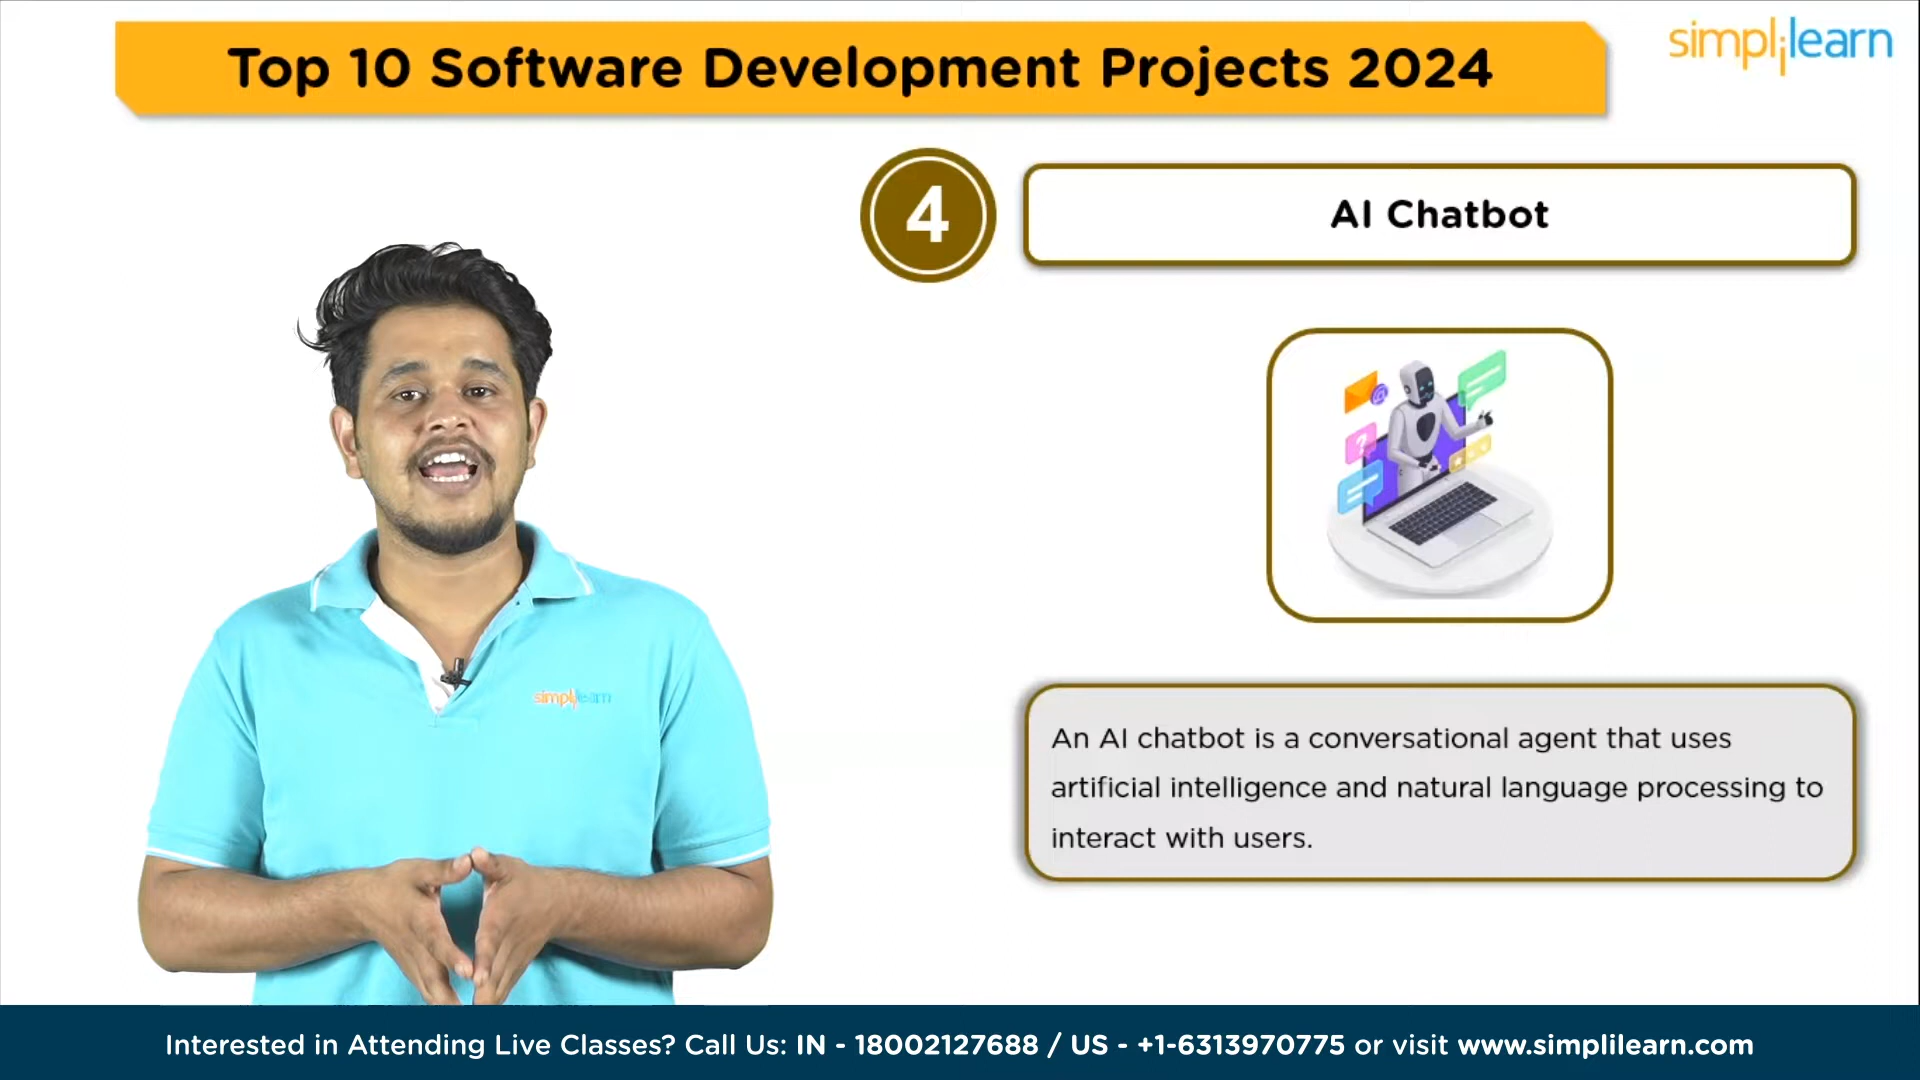 Top 10 Software Development Projects 2024
simplilearn
4
AI Chatbot
simplilearn
An AI chatbot is a conversational agent that uses
artificial intelligence and natural language processing to
interact with users.
Interested in Attending Live Classes? Call Us: IN - 18002127688 / US - +1-6313970775 or visit www.simplilearn.com